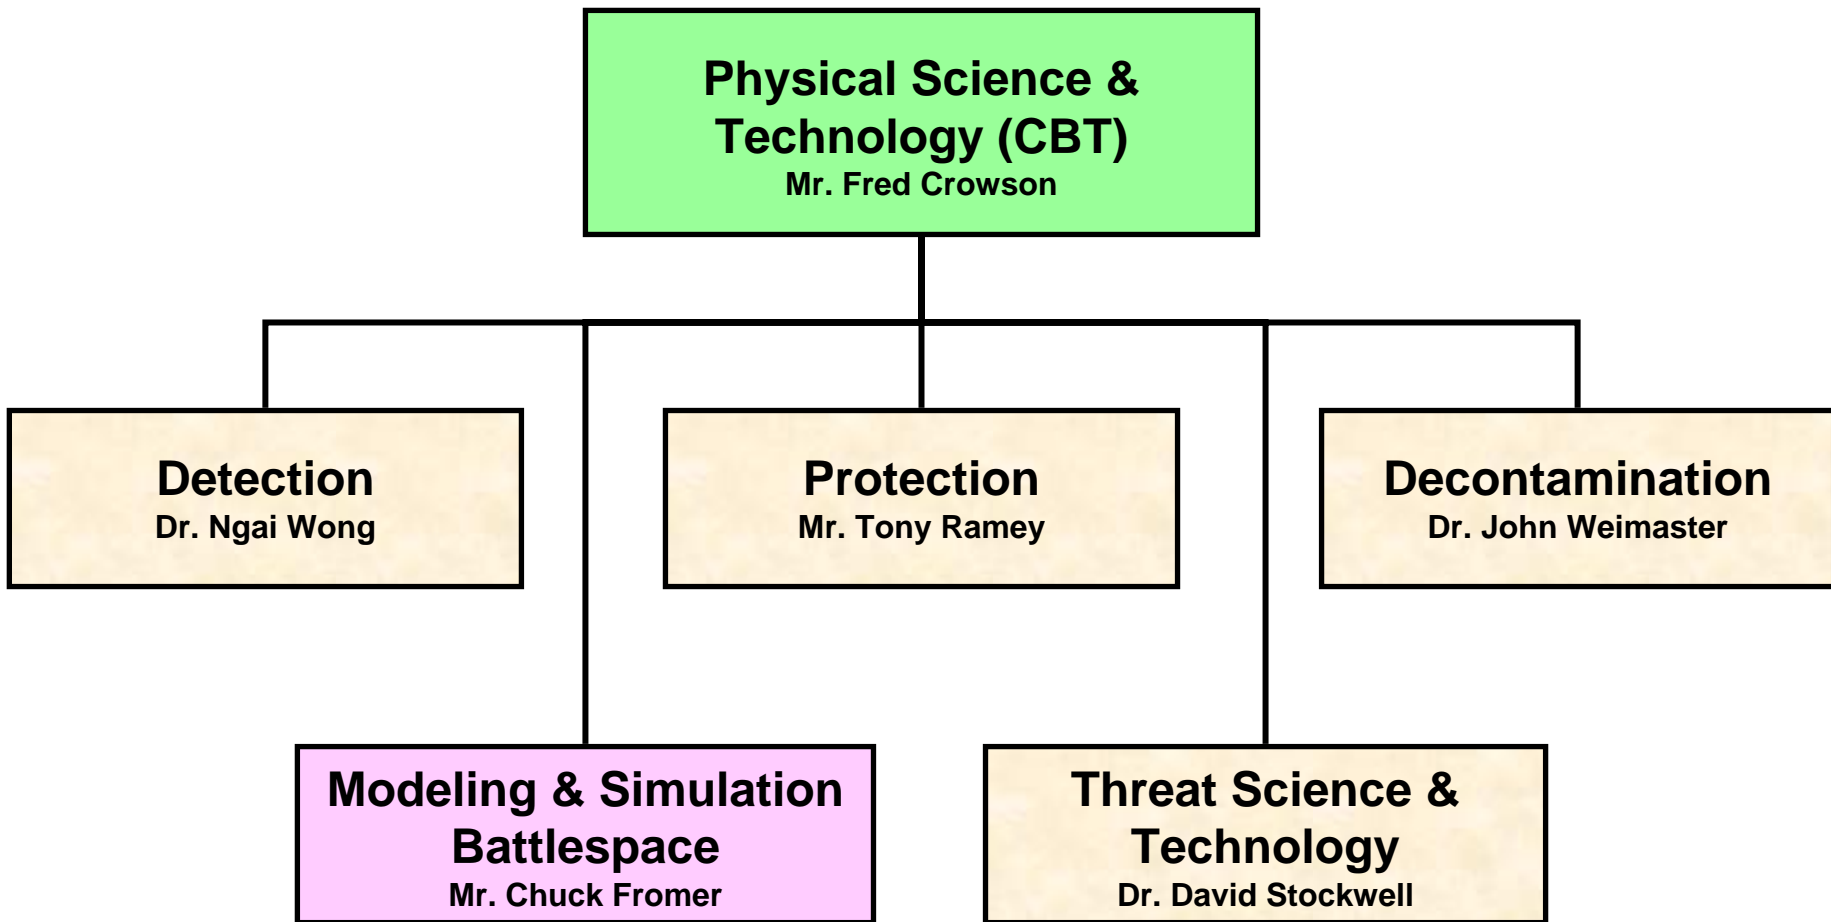 Physical Science &
Technology (CBT)
Mr. Fred Crowson
Detection
Dr. Ngai Wong
Protection
Mr. Tony Ramey
Decontamination
Dr. John Weimaster
Modeling & Simulation
Battlespace
Mr. Chuck Fromer
Threat Science &
Technology
Dr. David Stockwell